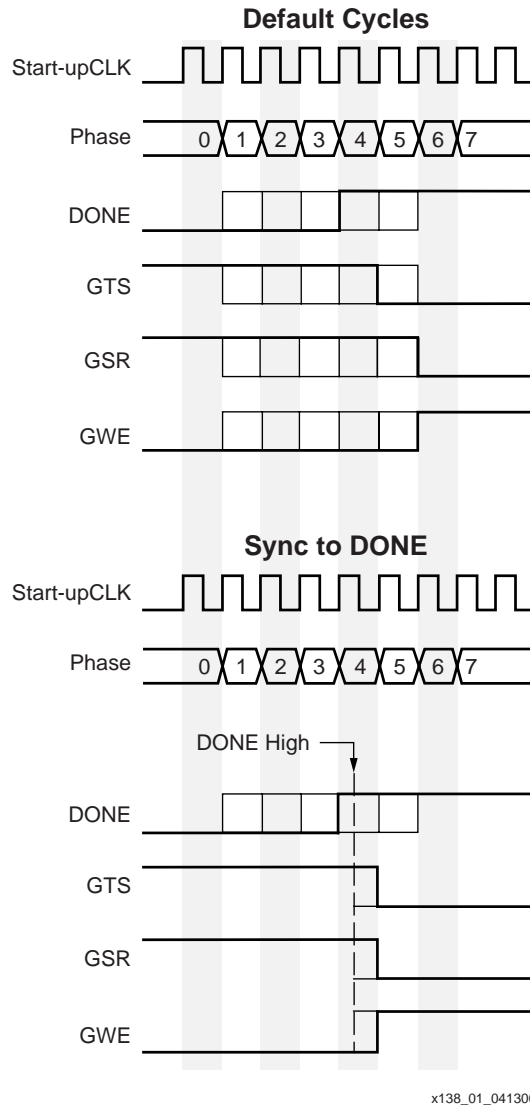 Default Cycles
Start-upCLK
Phase 0 1 2 3 4 5 6 7
DONE
GTS
GSR
GWE
Sync to DONE
Start-upCLK
Phase 0 1 2 3 4 5 6 7
DONE High
DONE
GTS
GSR
GWE
x138_01_04130